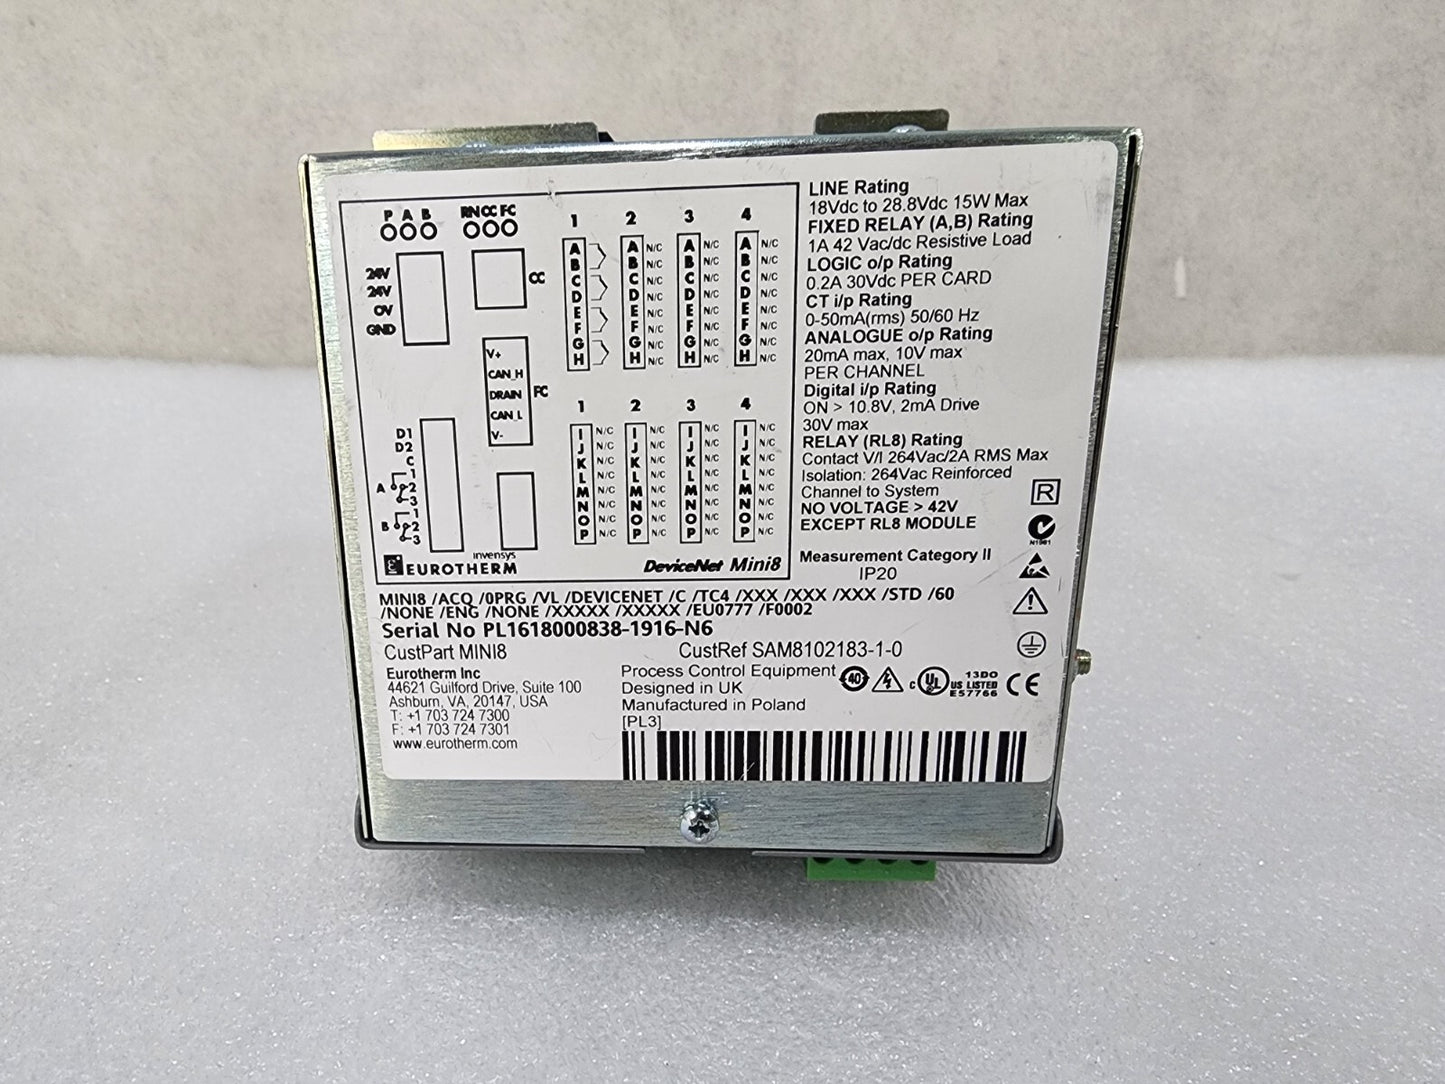 P A B
RN CC FC
24V
24V
0V
GND
CC
V+
CAN_H
DRAIN
CAN_L
V-
FC
D1
D2
C
A
1
2
3
B
1
2
3
1 2 3 4
A A N/C A N/C A N/C
B B N/C B N/C B N/C
C C N/C C N/C C N/C
D D N/C D N/C D N/C
E E N/C E N/C E N/C
F F N/C F N/C F N/C
G G N/C G N/C G N/C
H H N/C H N/C H N/C
1 2 3 4
I N/C I N/C I N/C I N/C
J N/C J N/C J N/C J N/C
K N/C K N/C K N/C K N/C
L N/C L N/C L N/C L N/C
M N/C M N/C M N/C M N/C
N N/C N N/C N N/C N N/C
O N/C O N/C O N/C O N/C
P N/C P N/C P N/C P N/C
invensys
EUROTHERM
DeviceNet Mini8
LINE Rating
18Vdc to 28.8Vdc 15W Max
FIXED RELAY (A,B) Rating
1A 42 Vac/dc Resistive Load
LOGIC o/p Rating
0.2A 30Vdc PER CARD
CT i/p Rating
0-50mA(rms) 50/60 Hz
ANALOGUE o/p Rating
20mA max, 10V max
PER CHANNEL
Digital i/p Rating
ON > 10.8V, 2mA Drive
30V max
RELAY (RL8) Rating
Contact V/I 264Vac/2A RMS Max
Isolation: 264Vac Reinforced
Channel to System
NO VOLTAGE > 42V
EXCEPT RL8 MODULE
R
N1981
Measurement Category II
IP20
MINI8 /ACQ /0PRG /VL /DEVICENET /C /TC4 /XXX /XXX /XXX /STD /60
/NONE /ENG /NONE /XXXXX /XXXXX /EU0777 /F0002
Serial No PL1618000838-1916-N6
CustPart MINI8 CustRef SAM8102183-1-0
Eurotherm Inc
44621 Guilford Drive, Suite 100
Ashburn, VA, 20147, USA
T: +1 703 724 7300
F: +1 703 724 7301
www.eurotherm.com
Process Control Equipment
Designed in UK
Manufactured in Poland
[PL3]
40
C UL US LISTED
13DO
E57766
CE